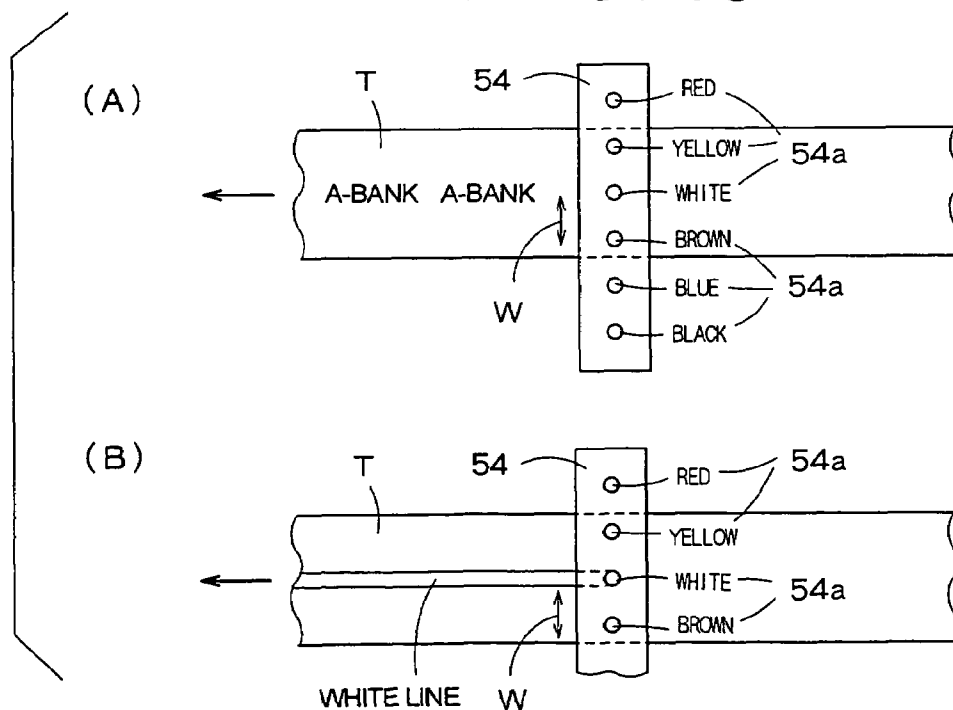 (A)
T
54
RED
YELLOW
54a
A-BANK A-BANK
WHITE
BROWN
W
BLUE
54a
BLACK
(B)
T
54
RED
54a
YELLOW
WHITE
54a
BROWN
WHITE LINE
W